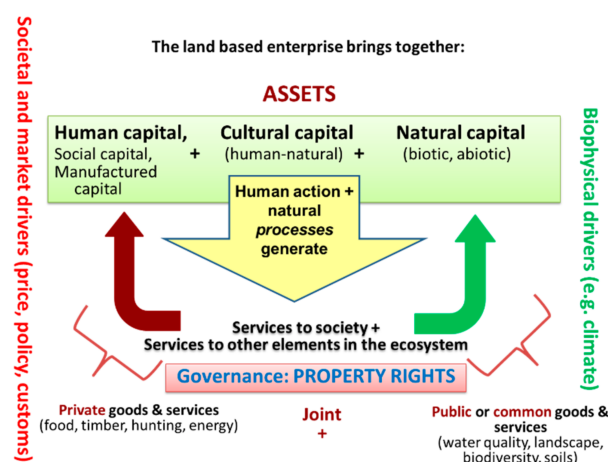 The land based enterprise brings together:
ASSETS
Human capital,
Social capital,
Manufactured
capital
+
Cultural capital
(human-natural)
+
Natural capital
(biotic, abiotic)
Human action +
natural
processes
generate
Services to society +
Services to other elements in the ecosystem
Governance: PROPERTY RIGHTS
Private goods & services
(food, timber, hunting, energy)
Joint
+
Public or common goods &
services
(water quality, landscape,
biodiversity, soils)
Societal and market drivers (price, policy, customs)
Biophysical drivers (e.g. climate)